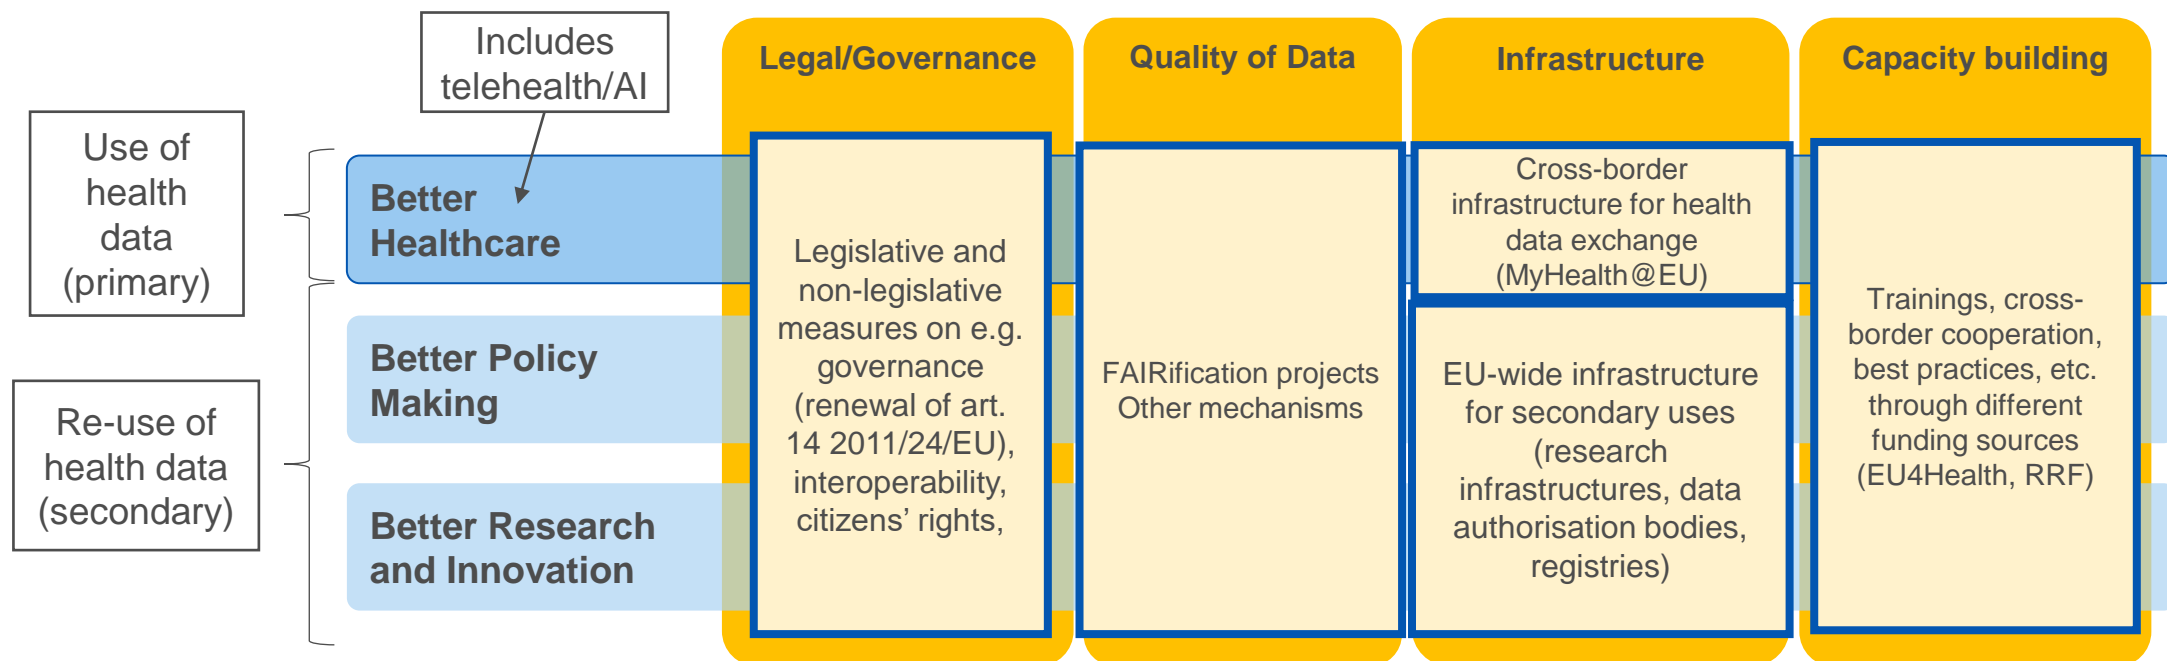 Includes
telehealth/AI
Use of
health
data
(primary)
Re-use of
health data
(secondary)
Better
Healthcare
Better Policy
Making
Better Research
and Innovation
Legal/Governance
Legislative and
non-legislative
measures on e.g.
governance
(renewal of art.
14 2011/24/EU),
interoperability,
citizens’ rights,
Quality of Data
FAIRification projects
Other mechanisms
Infrastructure
Cross-border
infrastructure for health
data exchange
(MyHealth@EU)
EU-wide infrastructure
for secondary uses
(research
infrastructures, data
authorisation bodies,
registries)
Capacity building
Trainings, cross-
border cooperation,
best practices, etc.
through different
funding sources
(EU4Health, RRF)